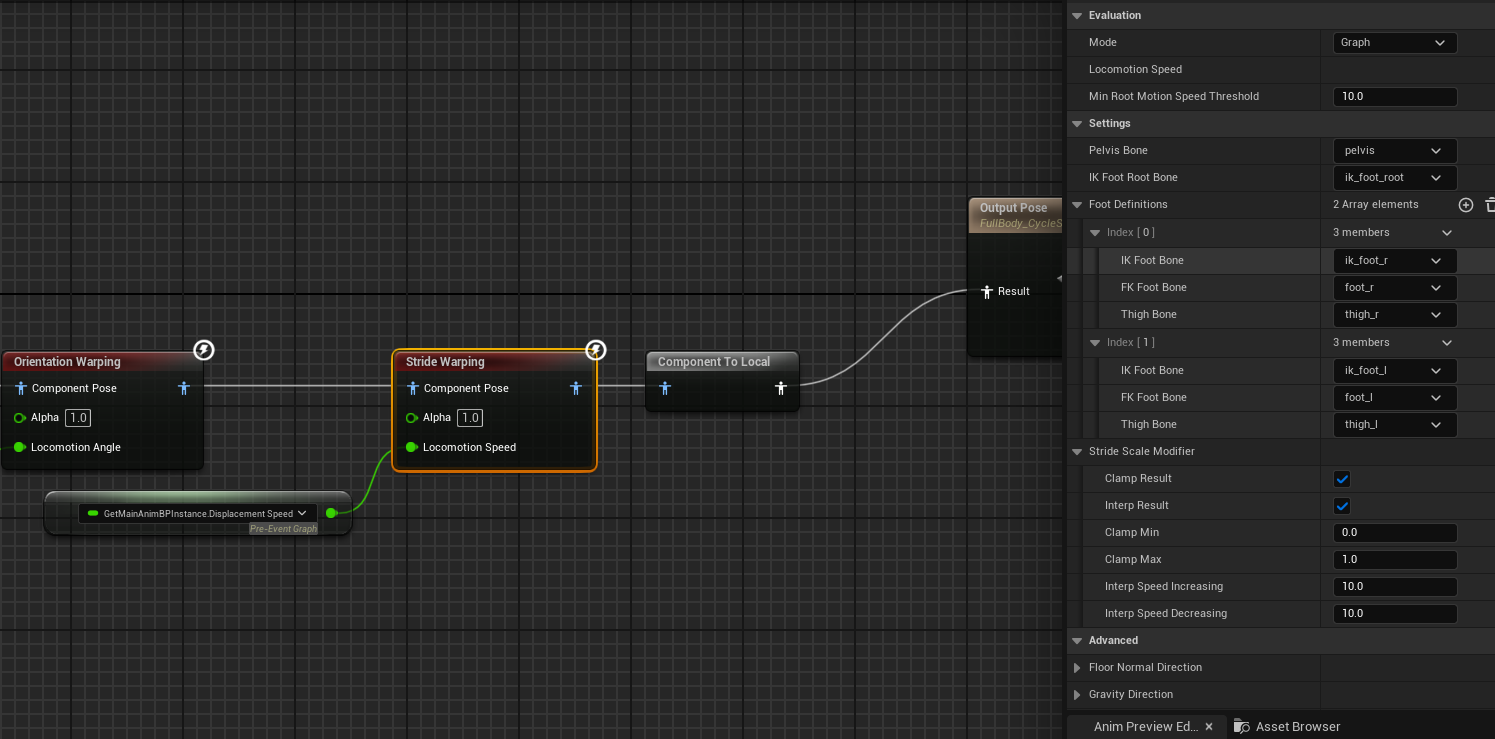 Orientation Warping
Component Pose
Alpha 1.0
Locomotion Angle
GetMainAnimBPInstance.Displacement Speed
Pre-Event Graph
Stride Warping
Component Pose
Alpha 1.0
Locomotion Speed
Component To Local
Output Pose
FullBody_CycleS
Result
Evaluation
Mode Graph
Locomotion Speed
Min Root Motion Speed Threshold 10.0
Settings
Pelvis Bone pelvis
IK Foot Root Bone ik_foot_root
Foot Definitions 2 Array elements
Index [ 0 ] 3 members
IK Foot Bone ik_foot_r
FK Foot Bone foot_r
Thigh Bone thigh_r
Index [ 1 ] 3 members
IK Foot Bone ik_foot_l
FK Foot Bone foot_l
Thigh Bone thigh_l
Stride Scale Modifier
Clamp Result
Interp Result
Clamp Min 0.0
Clamp Max 1.0
Interp Speed Increasing 10.0
Interp Speed Decreasing 10.0
Advanced
Floor Normal Direction
Gravity Direction
Anim Preview Ed... × Asset Browser